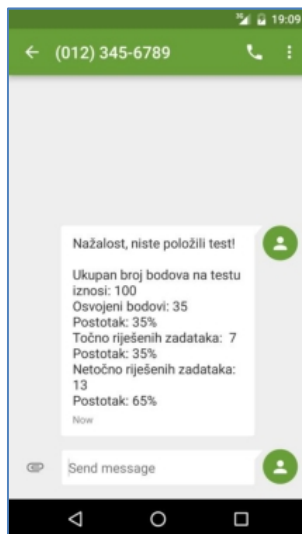 3G 19:09
(012) 345-6789
Nažalost, niste položili test!
Ukupan broj bodova na testu
iznosi: 100
Osvojeni bodovi: 35
Postotak: 35%
Točno riješenih zadataka: 7
Postotak: 35%
Netočno riješenih zadataka:
13
Postotak: 65%
Now
Send message